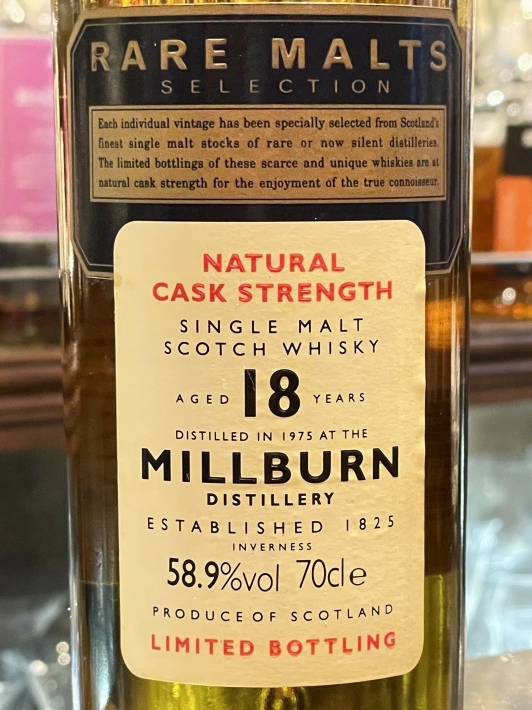 RARE MALTS
SELECTION
Each individual vintage has been specially selected from Scotland's
finest single malt stocks of rare or now silent distilleries.
The limited bottlings of these scarce and unique whiskies are at
natural cask strength for the enjoyment of the true connoisseur.
NATURAL
CASK STRENGTH
SINGLE MALT
SCOTCH WHISKY
AGED 18 YEARS
DISTILLED IN 1975 AT THE
MILLBURN
DISTILLERY
ESTABLISHED 1825
INVERNESS
58.9%vol 70cl e
PRODUCE OF SCOTLAND
LIMITED BOTTLING